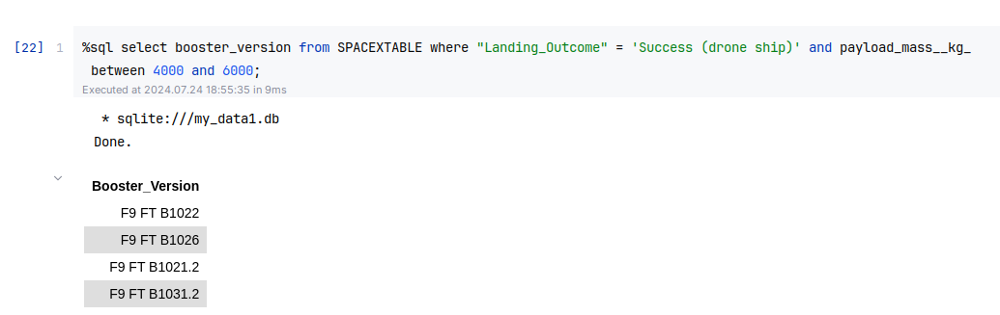 [22] 1 %sql select booster_version from SPACEXTABLE where "Landing_Outcome" = 'Success (drone ship)' and payload_mass__kg_
between 4000 and 6000;
Executed at 2024.07.24 18:55:35 in 9ms
* sqlite:///my_data1.db
Done.
Booster_Version
F9 FT B1022
F9 FT B1026
F9 FT B1021.2
F9 FT B1031.2